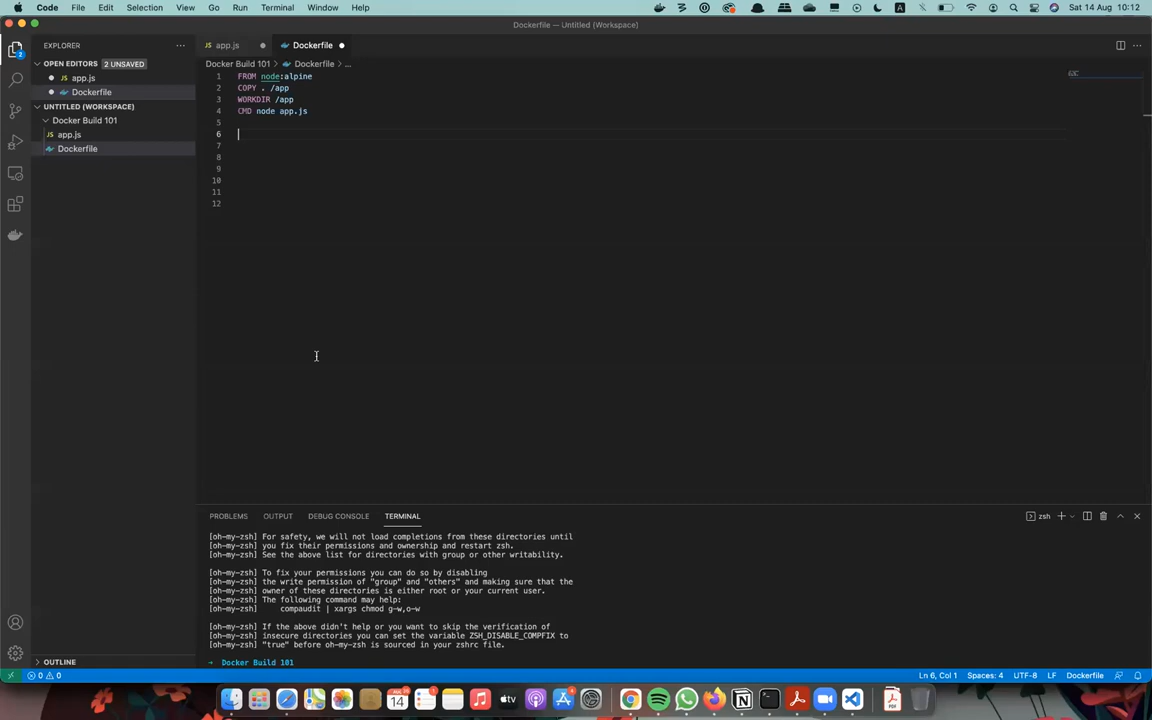 Code File Edit Selection View Go Run Terminal Window Help
Sat 14 Aug 10:12
Dockerfile — Untitled (Workspace)
EXPLORER
app.js
Dockerfile
OPEN EDITORS 2 UNSAVED
Docker Build 101 > Dockerfile > ...
app.js
Dockerfile
UNTITLED (WORKSPACE)
Docker Build 101
app.js
Dockerfile
1 FROM node:alpine
2 COPY . /app
3 WORKDIR /app
4 CMD node app.js
5
6
7
8
9
10
11
12
PROBLEMS OUTPUT DEBUG CONSOLE TERMINAL
zsh
[oh-my-zsh] For safety, we will not load completions from these directories until
[oh-my-zsh] you fix their permissions and ownership and restart zsh.
[oh-my-zsh] See the above list for directories with group or other writability.
[oh-my-zsh] To fix your permissions you can do so by disabling
[oh-my-zsh] the write permission of "group" and "others" and making sure that the
[oh-my-zsh] owner of these directories is either root or your current user.
[oh-my-zsh] The following command may help:
[oh-my-zsh] compaudit | xargs chmod g-w,o-w
[oh-my-zsh] If the above didn't help or you want to skip the verification of
[oh-my-zsh] insecure directories you can set the variable ZSH_DISABLE_COMPFIX to
[oh-my-zsh] "true" before oh-my-zsh is sourced in your zshrc file.
→ Docker Build 101
OUTLINE
0 0
Ln 6, Col 1 Spaces: 4 UTF-8 LF Dockerfile